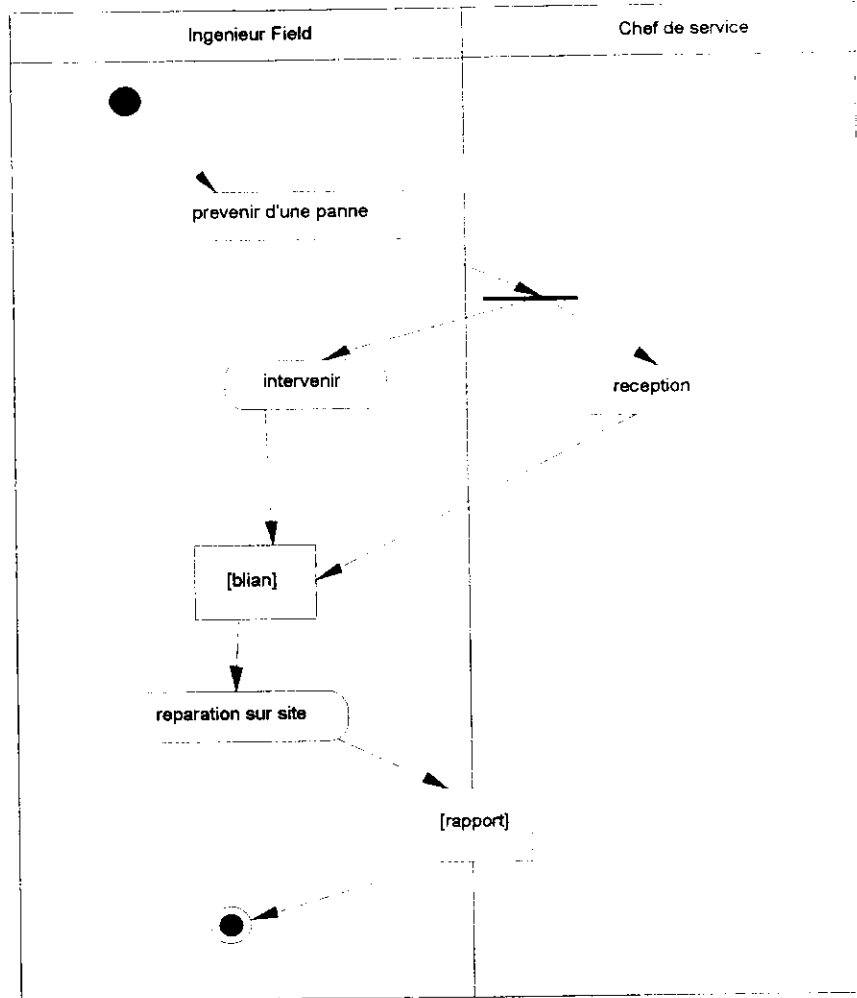 Ingenieur Field
Chef de service
prevenir d'une panne
intervenir
reception
[blian]
reparation sur site
[rapport]